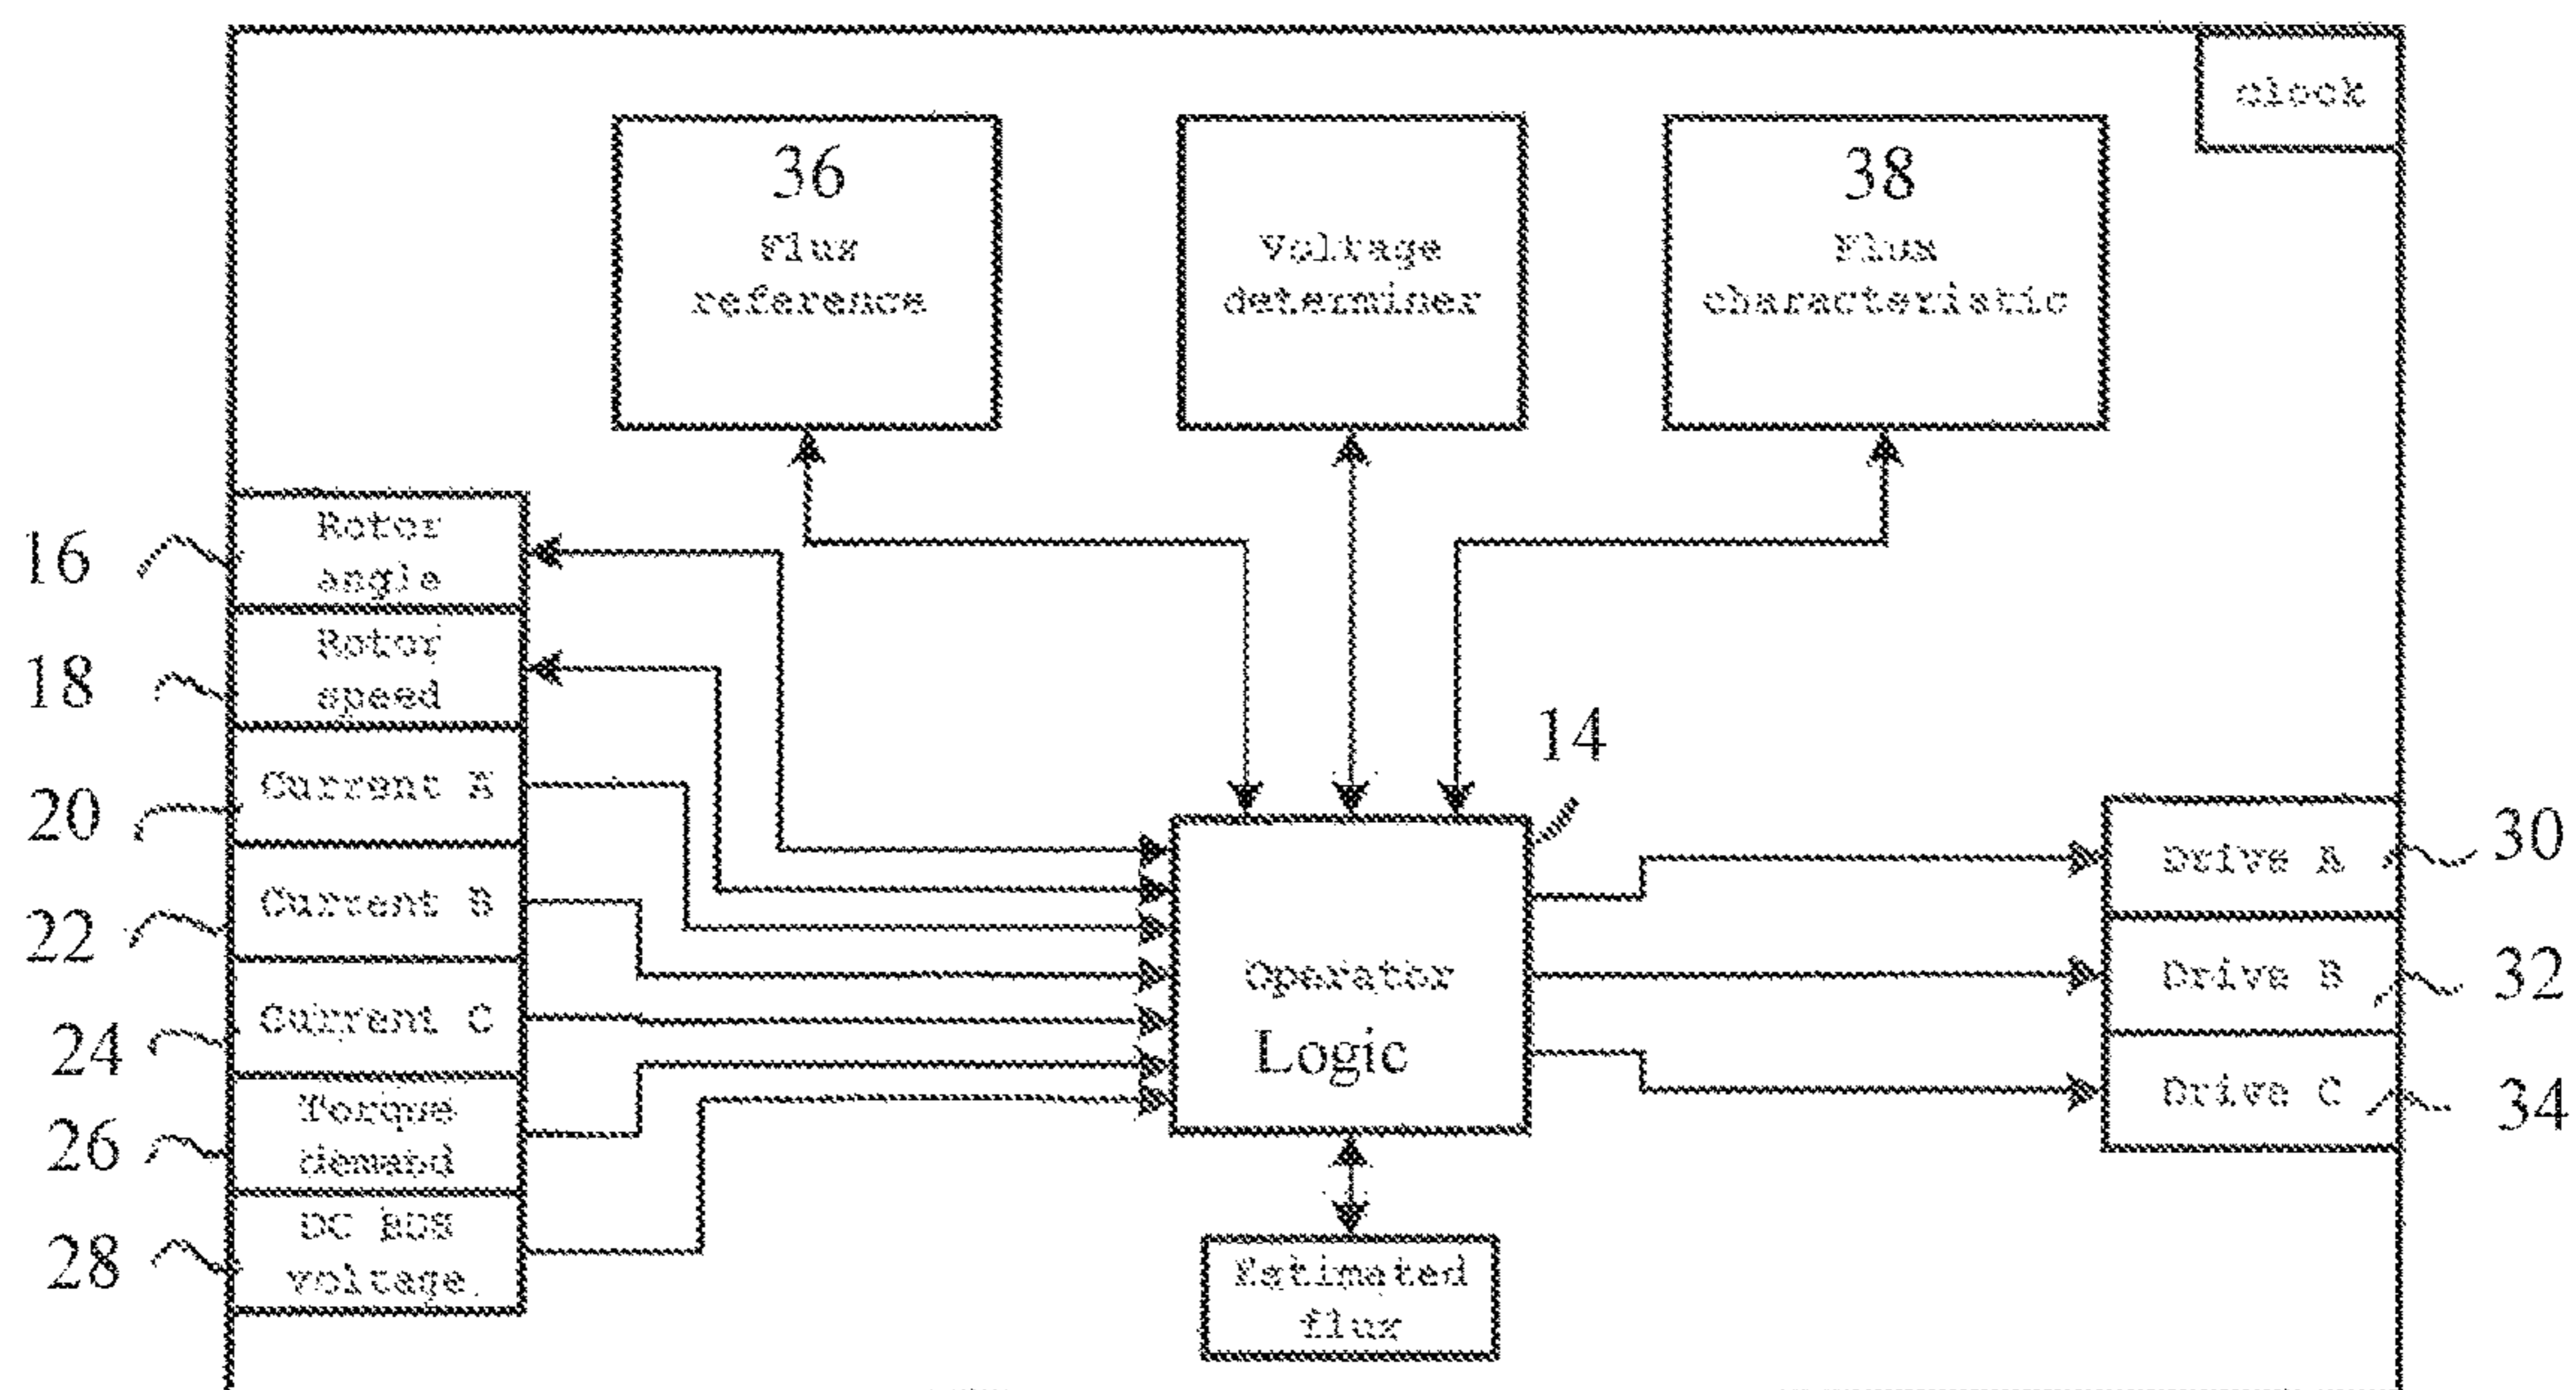 clock
36
Flux
reference
Voltage
determiner
38
Flux
characteristic
16
Rotor
angle
18
Rotor
speed
20
Current A
22
Current B
24
Current C
26
Torque
demand
28
DC BUS
voltage
14
Operator
Logic
Drive A
30
Drive B
32
Drive C
34
Estimated
flux